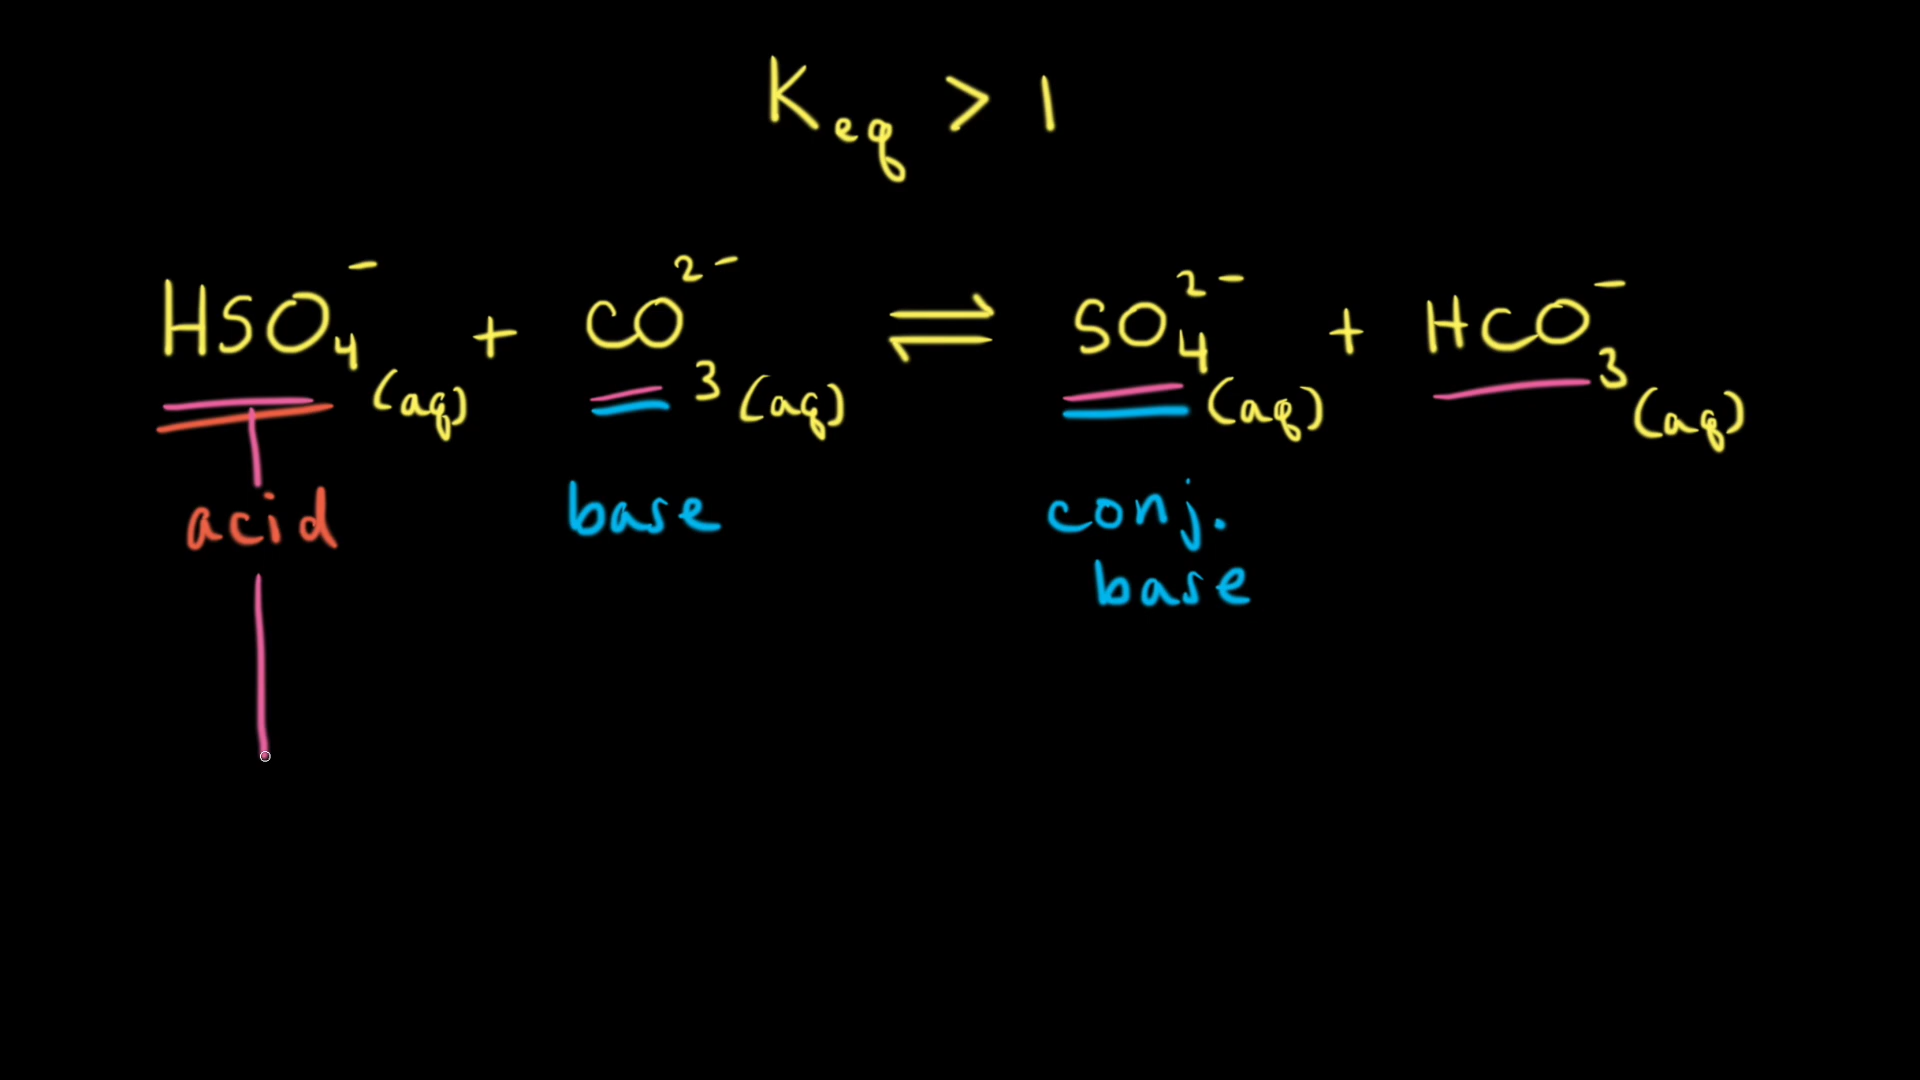 Keq > 1
HSO₄⁻(aq) + CO₃²⁻(aq) ⇌ SO₄²⁻(aq) + HCO₃⁻(aq)
acid base conj.
base